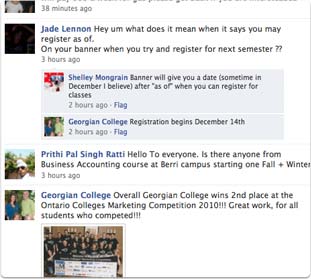 38 minutes ago
Jade Lennon Hey um what does it mean when it says you may
register as of.
On your banner when you try and register for next semester ??
3 hours ago
Shelley Mongrain Banner will give you a date (sometime in
December I believe) after "as of" when you can register for
classes
2 hours ago · Flag
Georgian College Registration begins December 14th
2 hours ago · Flag
Prithi Pal Singh Ratti Hello To everyone. Is there anyone from
Business Accounting course at Berri campus starting one Fall + Winter
3 hours ago
Georgian College Overall Georgian College wins 2nd place at the
Ontario Colleges Marketing Competition 2010!!! Great work, for all
students who competed!!!